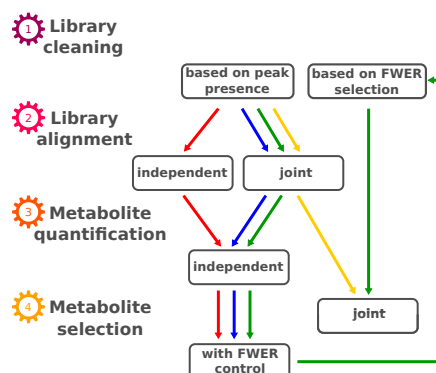 1 Library
cleaning
based on peak
presence
based on FWER
selection
2 Library
alignment
independent
joint
3 Metabolite
quantification
independent
4 Metabolite
selection
joint
with FWER
control